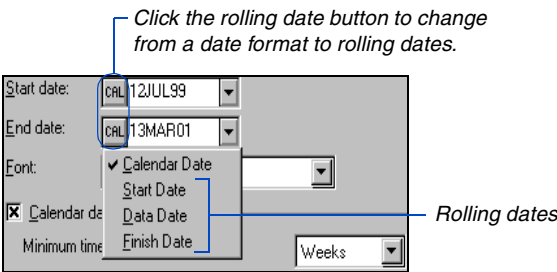 Click the rolling date button to change
from a date format to rolling dates.
Start date: CAL 12JUL99
End date: CAL 13MAR01
Font: ✔ Calendar Date
Start Date
Data Date
Rolling dates
Finish Date
Calendar da
Minimum time
Weeks